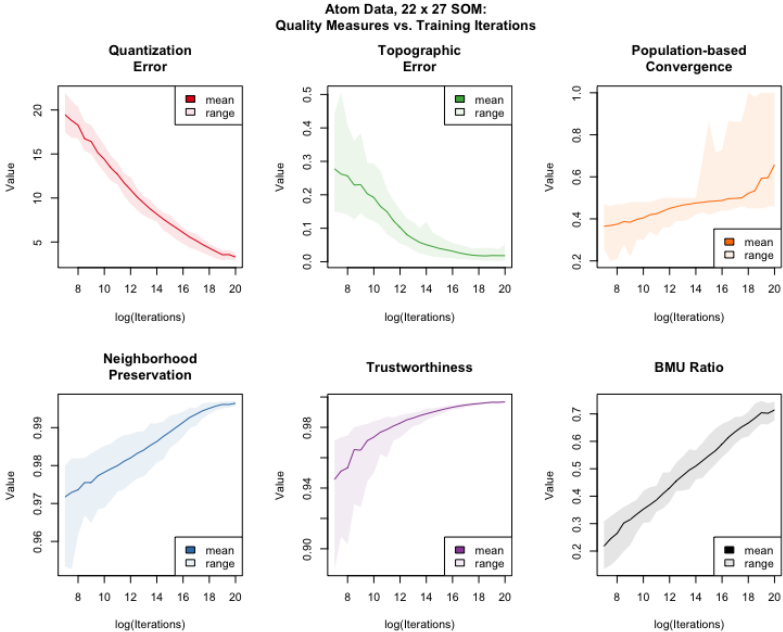 Atom Data, 22 x 27 SOM:
Quality Measures vs. Training Iterations
Quantization
Error
Value
20
15
10
5
mean
range
8 10 12 14 16 18 20
log(Iterations)
Topographic
Error
Value
0.5
0.4
0.3
0.2
0.1
0.0
mean
range
8 10 12 14 16 18 20
log(Iterations)
Population-based
Convergence
Value
1.0
0.8
0.6
0.4
0.2
mean
range
8 10 12 14 16 18 20
log(Iterations)
Neighborhood
Preservation
Value
0.99
0.98
0.97
0.96
mean
range
8 10 12 14 16 18 20
log(Iterations)
Trustworthiness
Value
0.98
0.94
0.90
mean
range
8 10 12 14 16 18 20
log(Iterations)
BMU Ratio
Value
0.7
0.6
0.5
0.4
0.3
0.2
mean
range
8 10 12 14 16 18 20
log(Iterations)